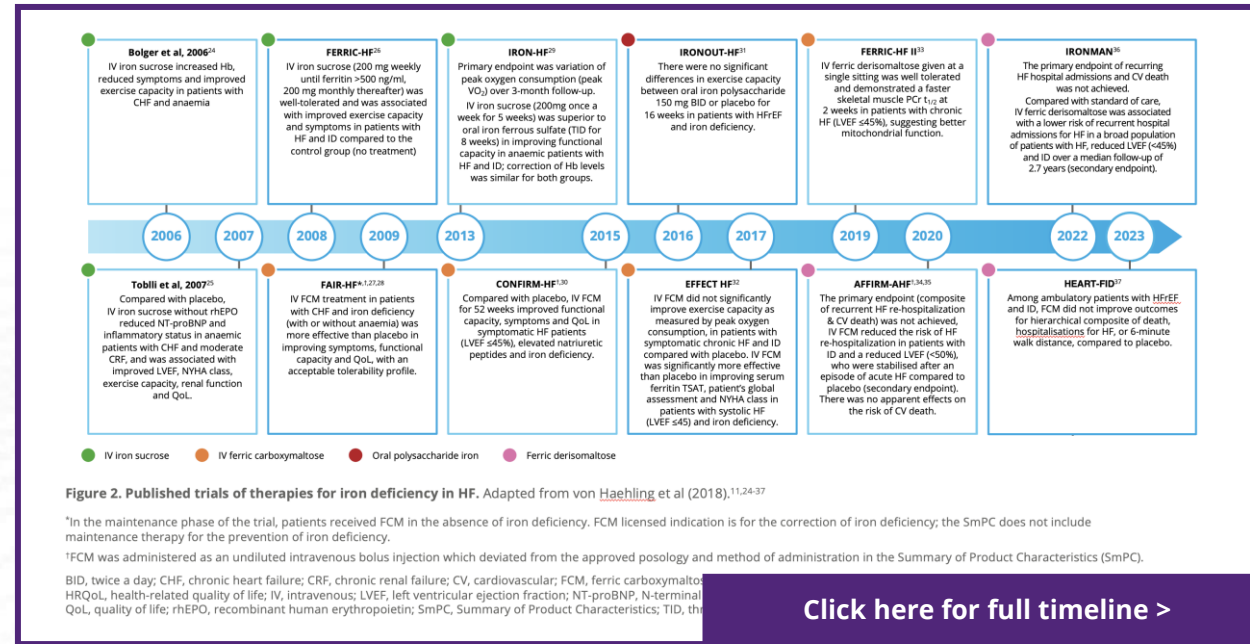 Bolger et al, 2006²⁴
IV iron sucrose increased Hb,
reduced symptoms and improved
exercise capacity in patients with
CHF and anaemia
FERRIC-HF²⁶
IV iron sucrose (200 mg weekly
until ferritin >500 ng/ml,
200 mg monthly thereafter) was
well-tolerated and was associated
with improved exercise capacity
and symptoms in patients with
HF and ID compared to the
control group (no treatment)
IRON-HF²⁹
Primary endpoint was variation of
peak oxygen consumption (peak
VO₂) over 3-month follow-up.
IV iron sucrose (200mg once a
week for 5 weeks) was superior to
oral iron ferrous sulfate (TID for
8 weeks) in improving functional
capacity in anaemic patients with
HF and ID; correction of Hb levels
was similar for both groups.
IRONOUT-HF³¹
There were no significant
differences in exercise capacity
between oral iron polysaccharide
150 mg BID or placebo for
16 weeks in patients with HFrEF
and iron deficiency.
FERRIC-HF II³³
IV ferric derisomaltose given at a
single sitting was well tolerated
and demonstrated a faster
skeletal muscle PCr t₁/₂ at
2 weeks in patients with chronic
HF (LVEF ≤45%), suggesting better
mitochondrial function.
IRONMAN³⁶
The primary endpoint of recurring
HF hospital admissions and CV death
was not achieved.
Compared with standard of care,
IV ferric derisomaltose was associated
with a lower risk of recurrent hospital
admissions for HF in a broad population
of patients with HF, reduced LVEF (<45%)
and ID over a median follow-up of
2.7 years (secondary endpoint).
2006 2007 2008 2009 2013 2015 2016 2017 2019 2020 2022 2023
Toblli et al, 2007²⁵
Compared with placebo,
IV iron sucrose without rhEPO
reduced NT-proBNP and
inflammatory status in anaemic
patients with CHF and moderate
CRF, and was associated with
improved LVEF, NYHA class,
exercise capacity, renal function
and QoL.
FAIR-HF*,¹,²⁷,²⁸
IV FCM treatment in patients
with CHF and iron deficiency
(with or without anaemia) was
more effective than placebo in
improving symptoms, functional
capacity and QoL, with an
acceptable tolerability profile.
CONFIRM-HF¹,³⁰
Compared with placebo, IV FCM
for 52 weeks improved functional
capacity, symptoms and QoL in
symptomatic HF patients
(LVEF ≤45%), elevated natriuretic
peptides and iron deficiency.
EFFECT HF³²
IV FCM did not significantly
improve exercise capacity as
measured by peak oxygen
consumption, in patients with
symptomatic chronic HF and ID
compared with placebo. IV FCM
was significantly more effective
than placebo in improving serum
ferritin TSAT, patient's global
assessment and NYHA class in
patients with systolic HF
(LVEF ≤45) and iron deficiency.
AFFIRM-AHF¹,³⁴,³⁵
The primary endpoint (composite
of recurrent HF re-hospitalization
& CV death) was not achieved,
IV FCM reduced the risk of HF
re-hospitalization in patients with
ID and a reduced LVEF (<50%),
who were stabilised after an
episode of acute HF compared to
placebo (secondary endpoint).
There was no apparent effects on
the risk of CV death.
HEART-FID³⁷
Among ambulatory patients with HFrEF
and ID, FCM did not improve outcomes
for hierarchical composite of death,
hospitalisations for HF, or 6-minute
walk distance, compared to placebo.
IV iron sucrose IV ferric carboxymaltose Oral polysaccharide iron Ferric derisomaltose
Figure 2. Published trials of therapies for iron deficiency in HF. Adapted from von Haehling et al (2018).¹¹,²⁴⁻³⁷
*In the maintenance phase of the trial, patients received FCM in the absence of iron deficiency. FCM licensed indication is for the correction of iron deficiency; the SmPC does not include
maintenance therapy for the prevention of iron deficiency.
†FCM was administered as an undiluted intravenous bolus injection which deviated from the approved posology and method of administration in the Summary of Product Characteristics (SmPC).
BID, twice a day; CHF, chronic heart failure; CRF, chronic renal failure; CV, cardiovascular; FCM, ferric
HRQoL, health-related quality of life; IV, intravenous; LVEF, left ventricular ejection fraction; NT-proBNP, N-terminal
QoL, quality of life; rhEPO, recombinant human erythropoietin; SmPC, Summary of Product Characteristics; TID,
Click here for full timeline >